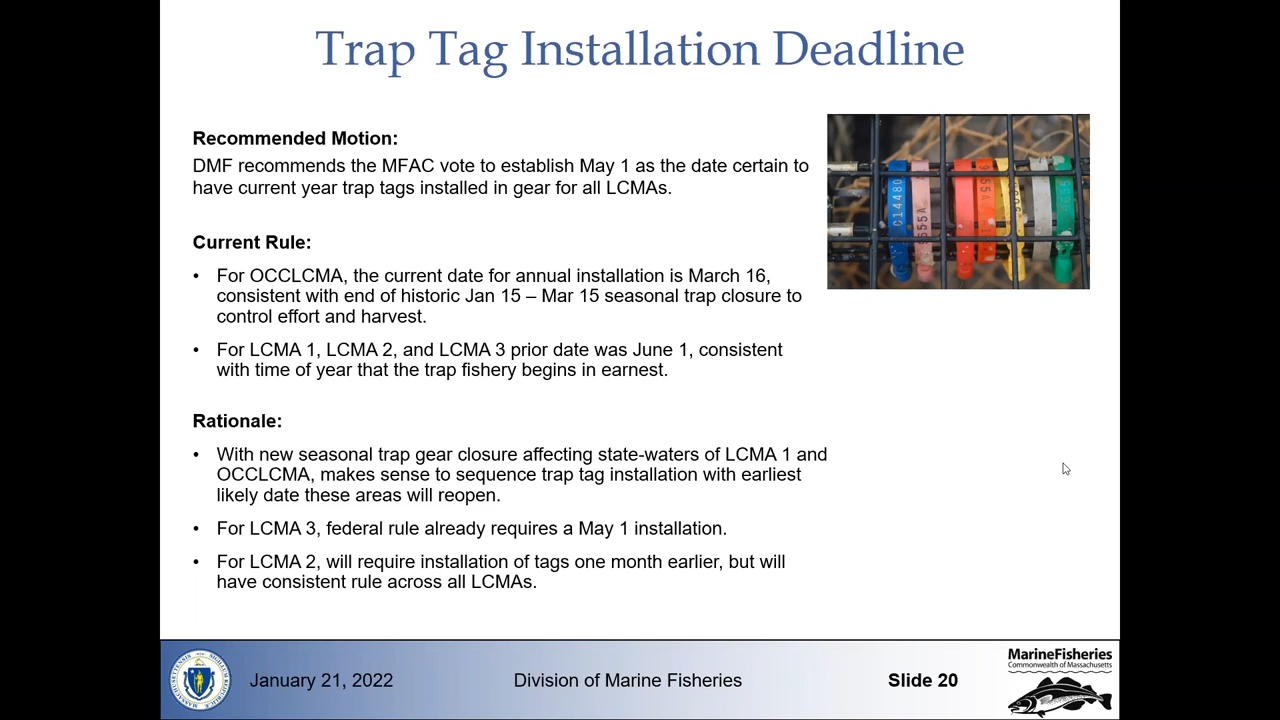 Trap Tag Installation Deadline
Recommended Motion:
DMF recommends the MFAC vote to establish May 1 as the date certain to
have current year trap tags installed in gear for all LCMAs.
Current Rule:
• For OCCLCMA, the current date for annual installation is March 16,
consistent with end of historic Jan 15 – Mar 15 seasonal trap closure to
control effort and harvest.
• For LCMA 1, LCMA 2, and LCMA 3 prior date was June 1, consistent
with time of year that the trap fishery begins in earnest.
Rationale:
• With new seasonal trap gear closure affecting state-waters of LCMA 1 and
OCCLCMA, makes sense to sequence trap tag installation with earliest
likely date these areas will reopen.
• For LCMA 3, federal rule already requires a May 1 installation.
• For LCMA 2, will require installation of tags one month earlier, but will
have consistent rule across all LCMAs.
C14480
January 21, 2022
Division of Marine Fisheries
Slide 20
MarineFisheries
Commonwealth of Massachusetts